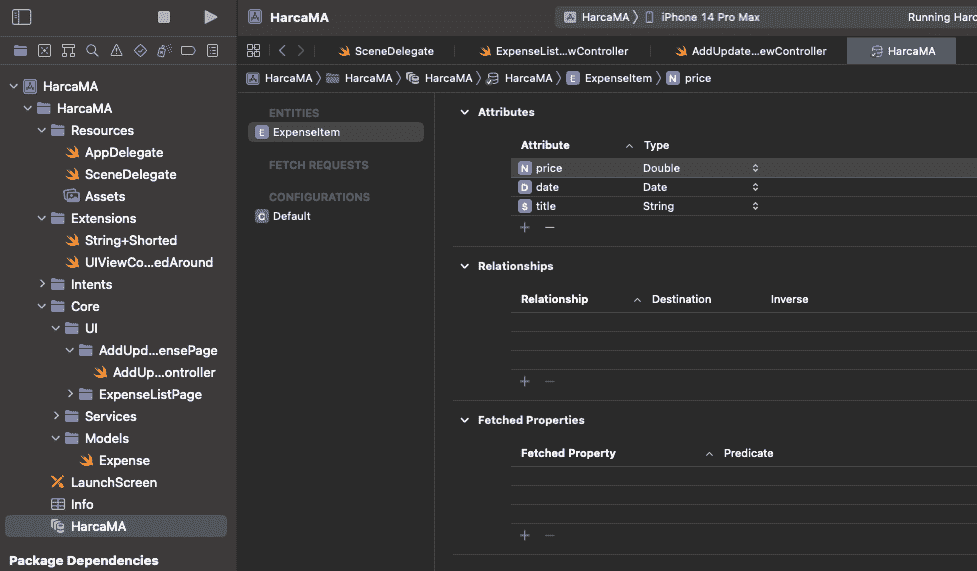 HarcaMA
HarcaMA 〉 iPhone 14 Pro Max
Running Harc
SceneDelegate
ExpenseList...wController
AddUpdate...ewController
HarcaMA
HarcaMA 〉 HarcaMA 〉 HarcaMA 〉 HarcaMA 〉 E ExpenseItem 〉 N price
HarcaMA
HarcaMA
Resources
AppDelegate
SceneDelegate
Assets
Extensions
String+Shorted
UIViewCo...edAround
Intents
Core
UI
AddUpd...ensePage
AddUp...ontroller
ExpenseListPage
Services
Models
Expense
LaunchScreen
Info
HarcaMA
Package Dependencies
ENTITIES
E ExpenseItem
FETCH REQUESTS
CONFIGURATIONS
C Default
Attributes
Attribute Type
N price Double
D date Date
S title String
+ −
Relationships
Relationship Destination Inverse
+ −
Fetched Properties
Fetched Property Predicate
+ −